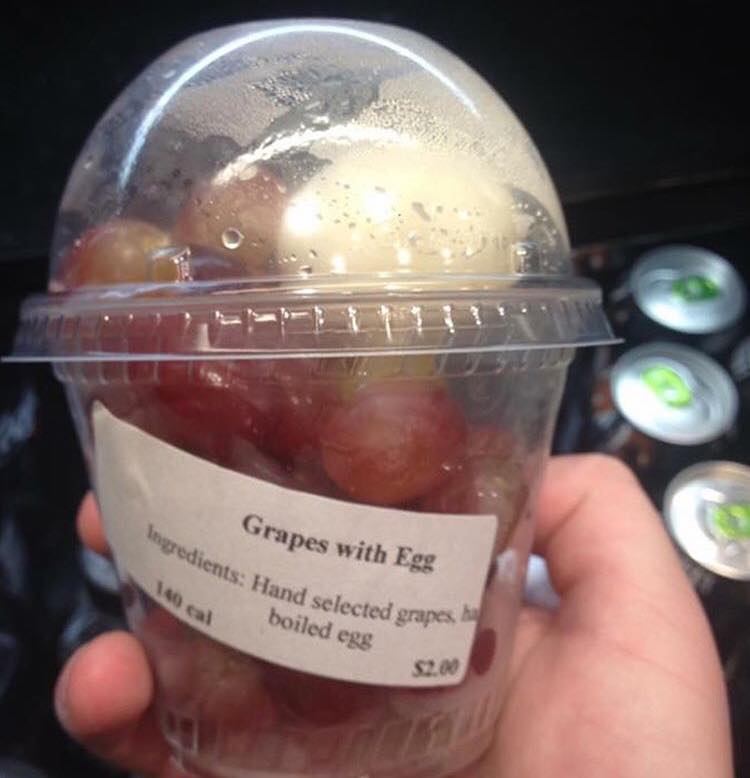 Grapes with Egg
Ingredients: Hand selected grapes, ha
boiled egg
140 cal
$2.00